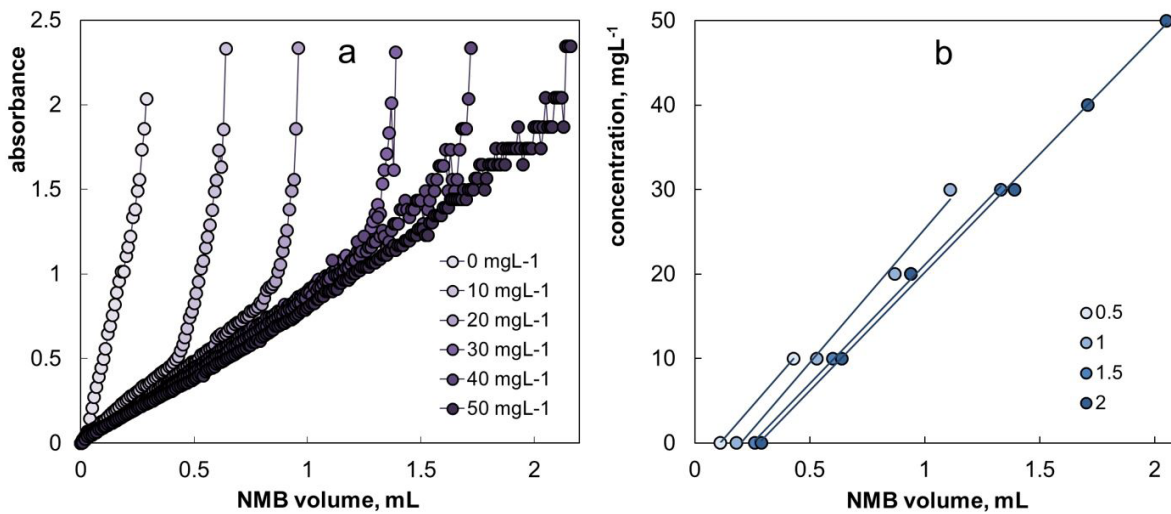 a
absorbance
2.5
2
1.5
1
0.5
0
0
0.5
1
1.5
2
NMB volume, mL
0 mgL-1
10 mgL-1
20 mgL-1
30 mgL-1
40 mgL-1
50 mgL-1
b
concentration, mgL⁻¹
50
40
30
20
10
0
0
0.5
1
1.5
2
NMB volume, mL
0.5
1
1.5
2